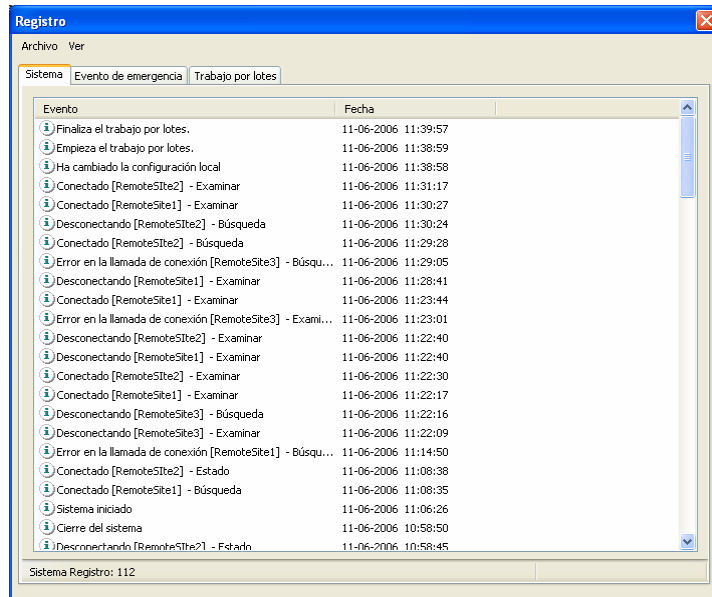 Registro
Archivo Ver
Sistema Evento de emergencia Trabajo por lotes
Evento Fecha
Finaliza el trabajo por lotes. 11-06-2006 11:39:57
Empieza el trabajo por lotes. 11-06-2006 11:38:59
Ha cambiado la configuración local 11-06-2006 11:38:58
Conectado [RemoteSIte2] - Examinar 11-06-2006 11:31:17
Conectado [RemoteSite1] - Examinar 11-06-2006 11:30:27
Desconectado [RemoteSIte2] - Búsqueda 11-06-2006 11:30:24
Conectado [RemoteSIte2] - Búsqueda 11-06-2006 11:29:28
Error en la llamada de conexión [RemoteSite3] - Búsqu... 11-06-2006 11:29:05
Desconectando [RemoteSite1] - Examinar 11-06-2006 11:28:41
Conectado [RemoteSite1] - Examinar 11-06-2006 11:23:44
Error en la llamada de conexión [RemoteSite3] - Exami... 11-06-2006 11:23:01
Desconectando [RemoteSIte2] - Examinar 11-06-2006 11:22:40
Desconectando [RemoteSite1] - Examinar 11-06-2006 11:22:40
Conectado [RemoteSIte2] - Examinar 11-06-2006 11:22:30
Conectado [RemoteSite1] - Examinar 11-06-2006 11:22:17
Desconectando [RemoteSite3] - Búsqueda 11-06-2006 11:22:16
Desconectando [RemoteSite3] - Examinar 11-06-2006 11:22:09
Error en la llamada de conexión [RemoteSite1] - Búsqu... 11-06-2006 11:14:50
Conectado [RemoteSIte2] - Estado 11-06-2006 11:08:38
Conectado [RemoteSite1] - Búsqueda 11-06-2006 11:08:35
Sistema iniciado 11-06-2006 11:06:26
Cierre del sistema 11-06-2006 10:58:50
Desconectando [RemoteSIte2] - Estado 11-06-2006 10:58:45
Sistema Registro: 112